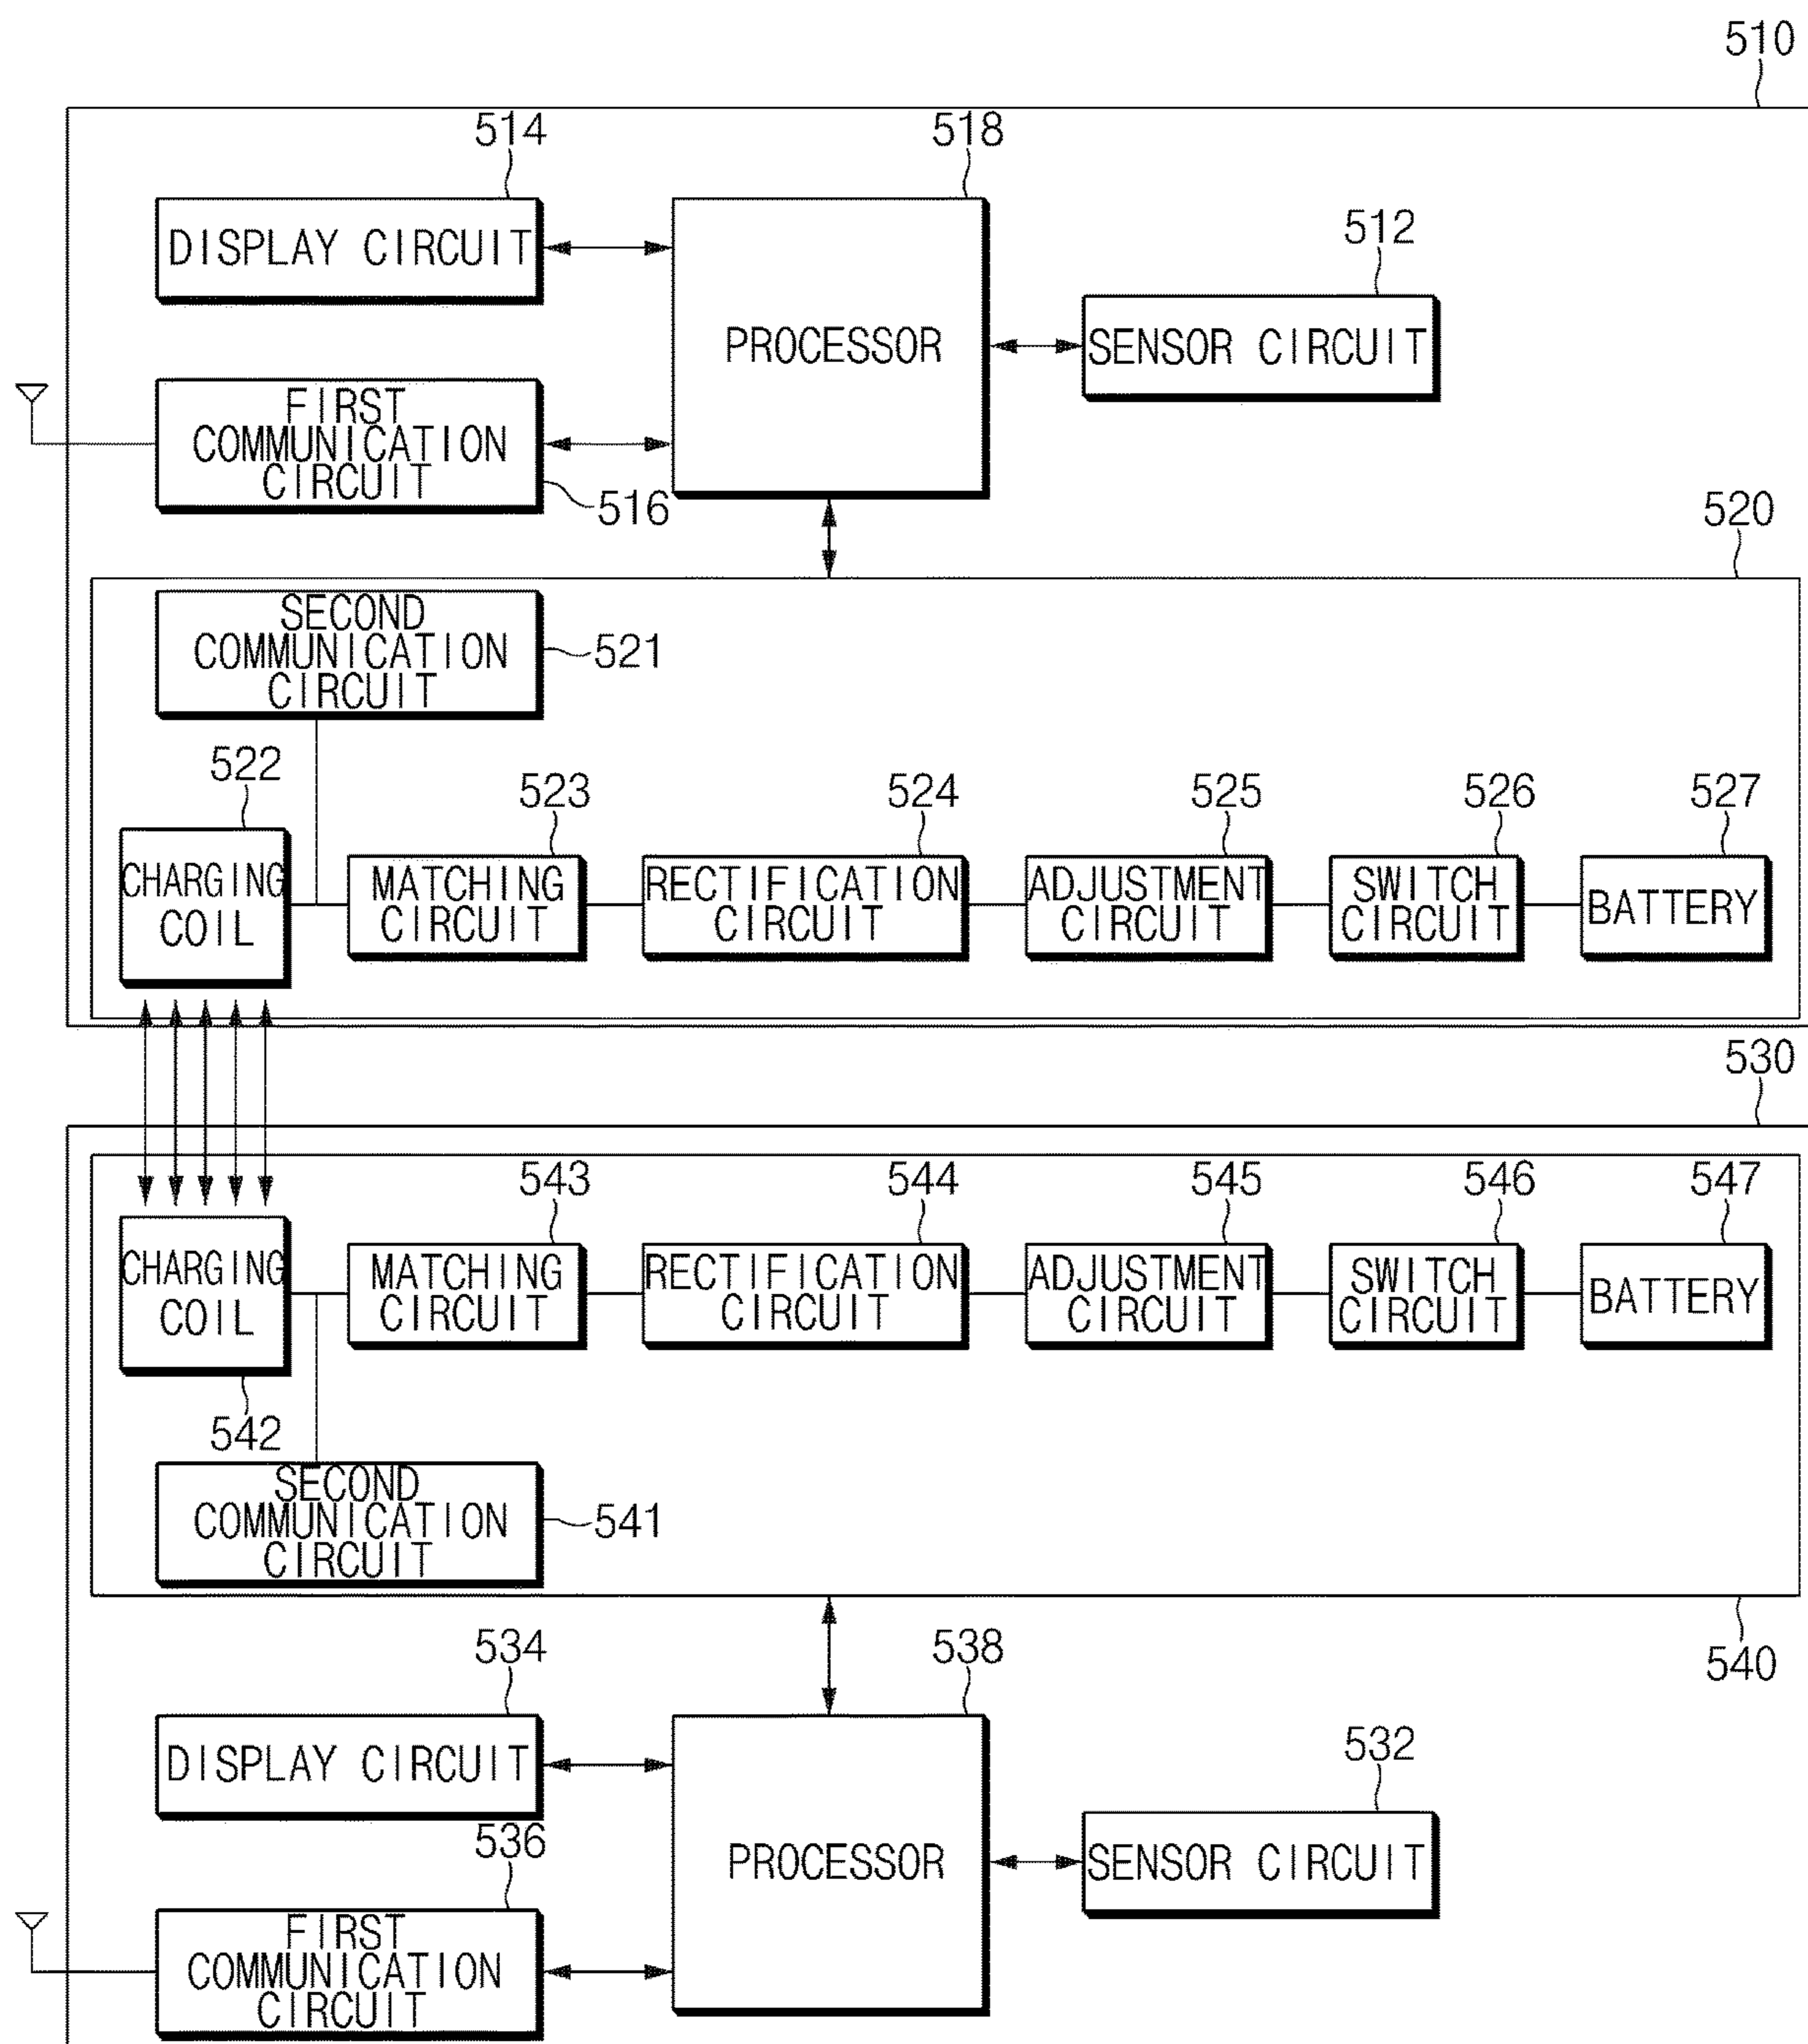 510
514
518
DISPLAY CIRCUIT
512
PROCESSOR
SENSOR CIRCUIT
FIRST
COMMUNICATION
CIRCUIT
516
520
SECOND
COMMUNICATION
CIRCUIT
521
522
523
524
525
526
527
CHARGING
COIL
MATCHING
CIRCUIT
RECTIFICATION
CIRCUIT
ADJUSTMENT
CIRCUIT
SWITCH
CIRCUIT
BATTERY
530
543
544
545
546
547
CHARGING
COIL
MATCHING
CIRCUIT
RECTIFICATION
CIRCUIT
ADJUSTMENT
CIRCUIT
SWITCH
CIRCUIT
BATTERY
542
SECOND
COMMUNICATION
CIRCUIT
541
540
534
538
DISPLAY CIRCUIT
532
536
PROCESSOR
SENSOR CIRCUIT
FIRST
COMMUNICATION
CIRCUIT